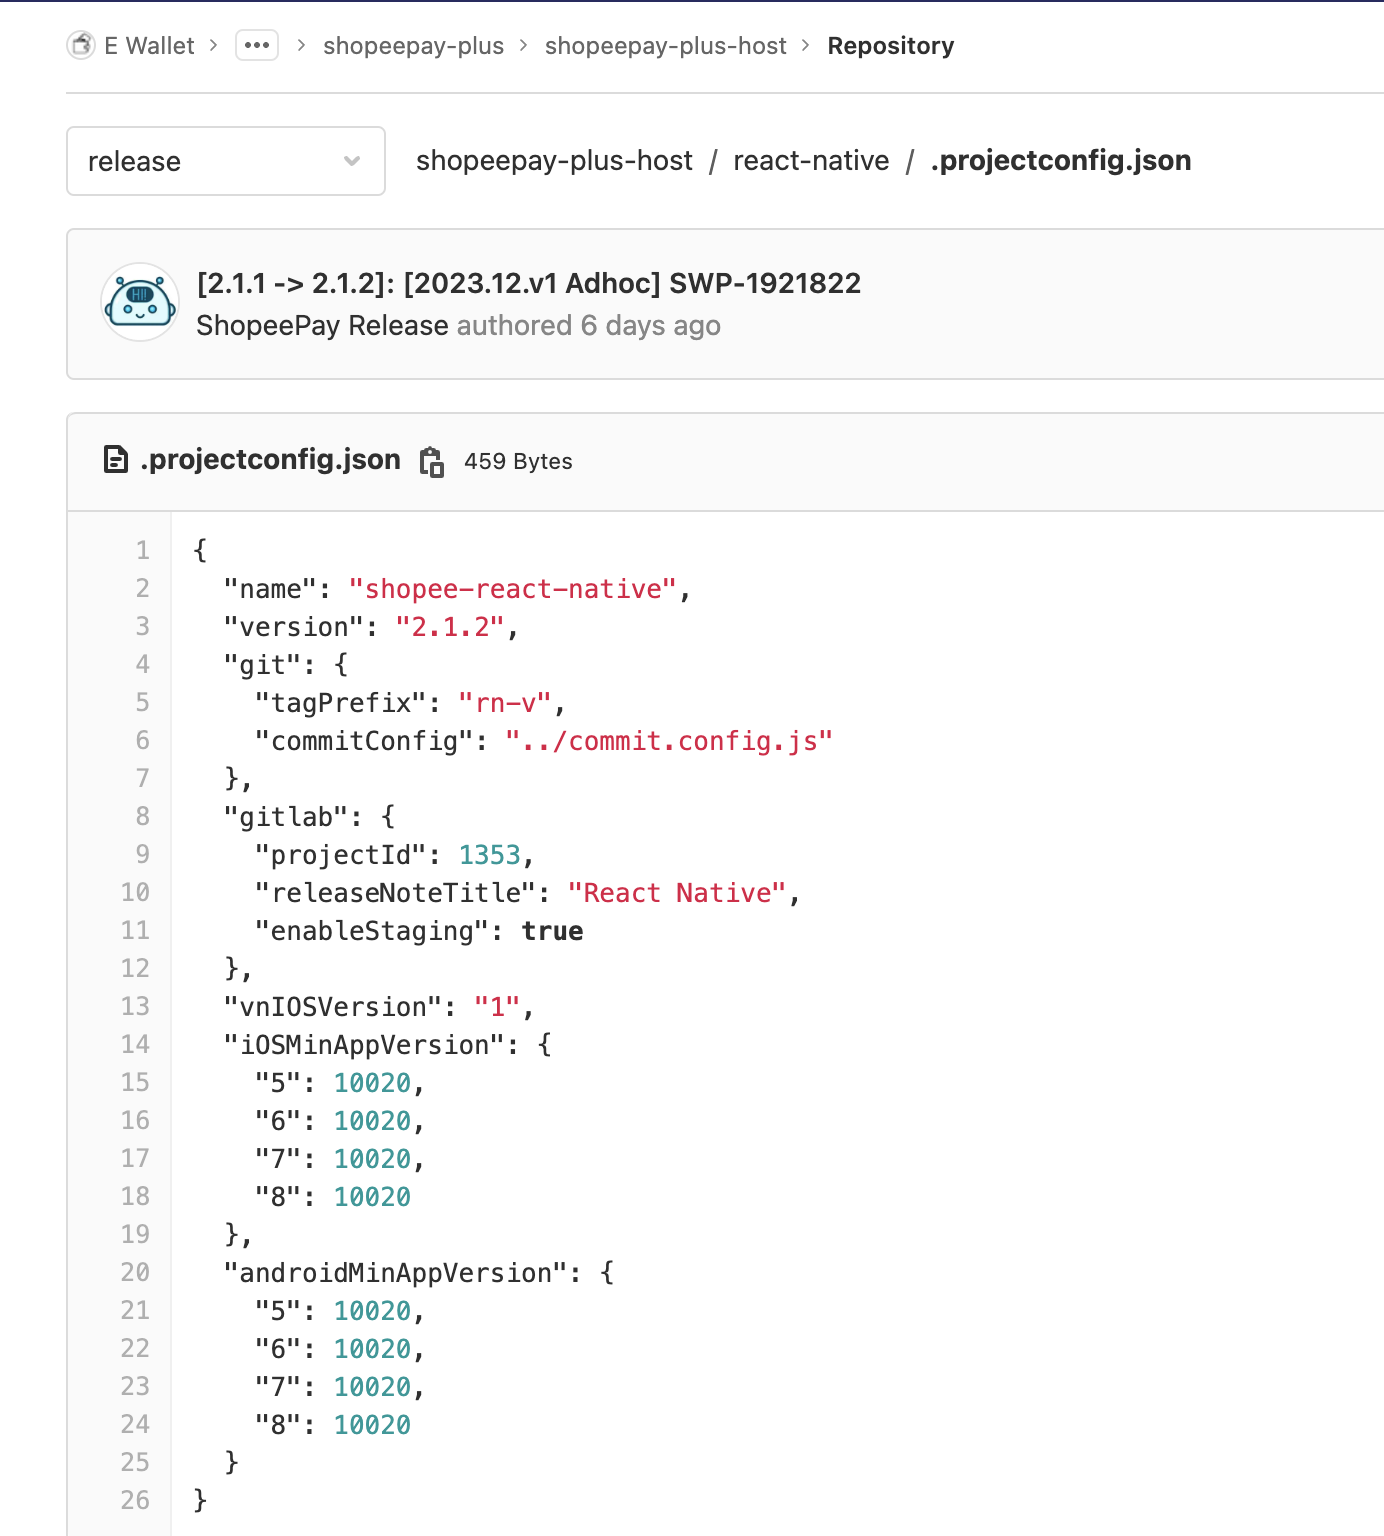 E Wallet > ... > shopeepay-plus > shopeepay-plus-host > Repository
release
shopeepay-plus-host / react-native / .projectconfig.json
HI!
[2.1.1 -> 2.1.2]: [2023.12.v1 Adhoc] SWP-1921822
ShopeePay Release authored 6 days ago
.projectconfig.json 459 Bytes
1 {
2   "name": "shopee-react-native",
3   "version": "2.1.2",
4   "git": {
5     "tagPrefix": "rn-v",
6     "commitConfig": "../commit.config.js"
7   },
8   "gitlab": {
9     "projectId": 1353,
10     "releaseNoteTitle": "React Native",
11     "enableStaging": true
12   },
13   "vnIOSVersion": "1",
14   "iOSMinAppVersion": {
15     "5": 10020,
16     "6": 10020,
17     "7": 10020,
18     "8": 10020
19   },
20   "androidMinAppVersion": {
21     "5": 10020,
22     "6": 10020,
23     "7": 10020,
24     "8": 10020
25   }
26 }